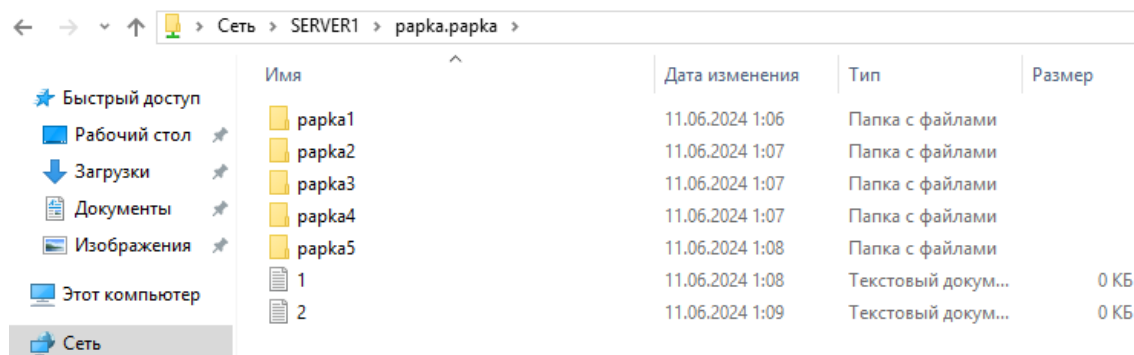 Сеть > SERVER1 > papka.papka >
Имя Дата изменения Тип Размер
Быстрый доступ
Рабочий стол
Загрузки
Документы
Изображения
Этот компьютер
Сеть
papka1 11.06.2024 1:06 Папка с файлами
papka2 11.06.2024 1:07 Папка с файлами
papka3 11.06.2024 1:07 Папка с файлами
papka4 11.06.2024 1:07 Папка с файлами
papka5 11.06.2024 1:08 Папка с файлами
1 11.06.2024 1:08 Текстовый докум... 0 КБ
2 11.06.2024 1:09 Текстовый докум... 0 КБ